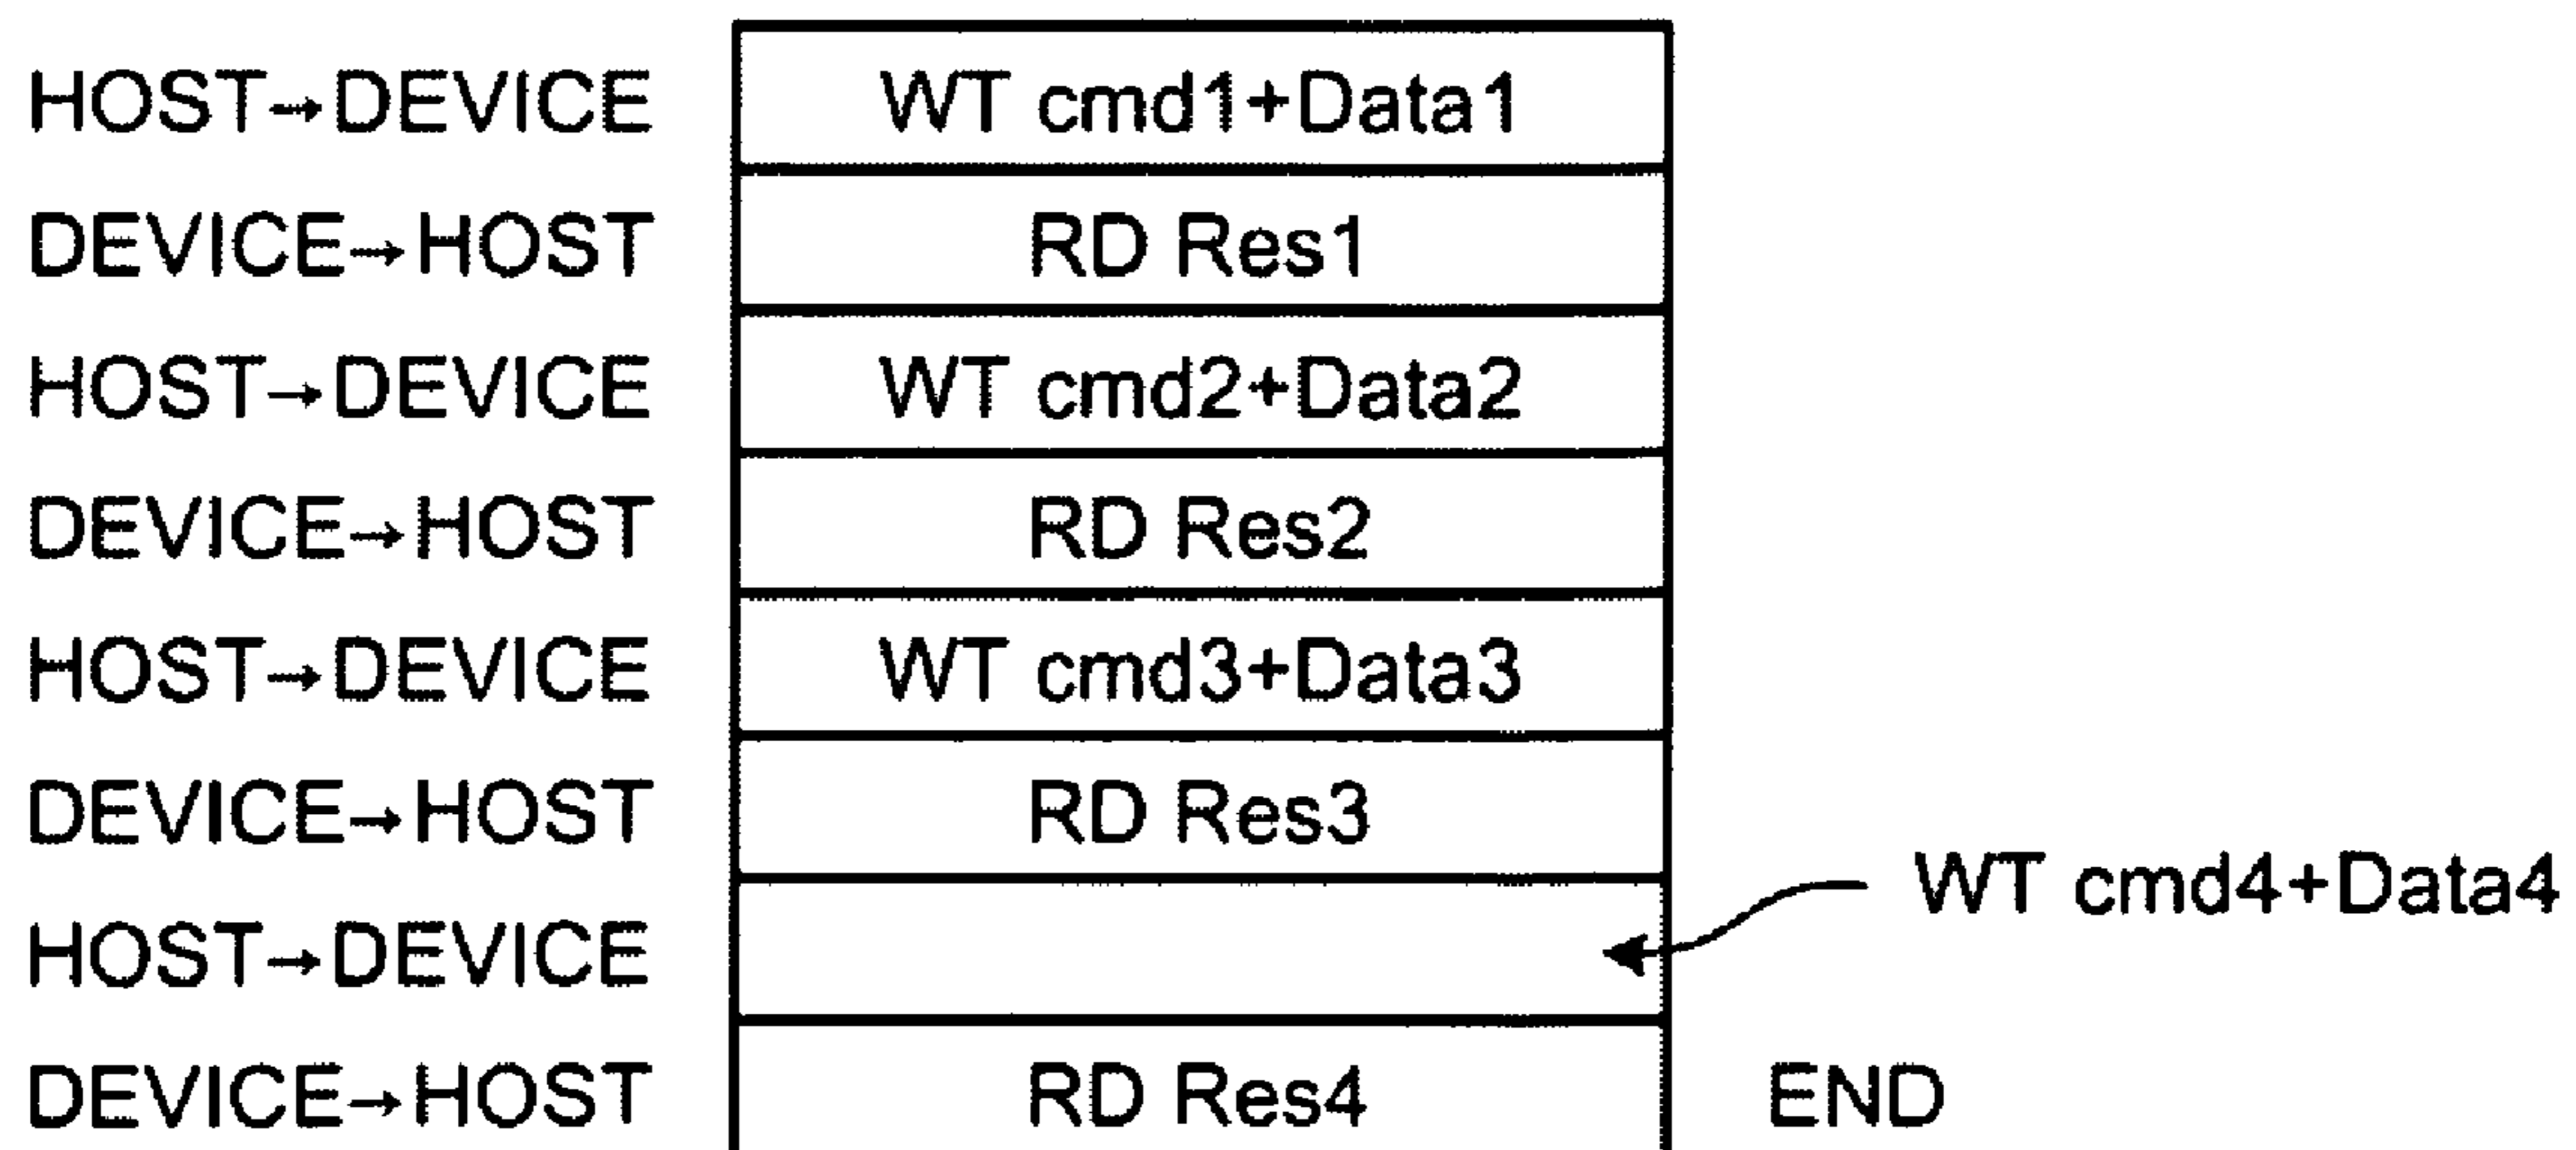 HOST→DEVICE WT cmd1+Data1
DEVICE→HOST RD Res1
HOST→DEVICE WT cmd2+Data2
DEVICE→HOST RD Res2
HOST→DEVICE WT cmd3+Data3
DEVICE→HOST RD Res3
WT cmd4+Data4
HOST→DEVICE
DEVICE→HOST RD Res4 END